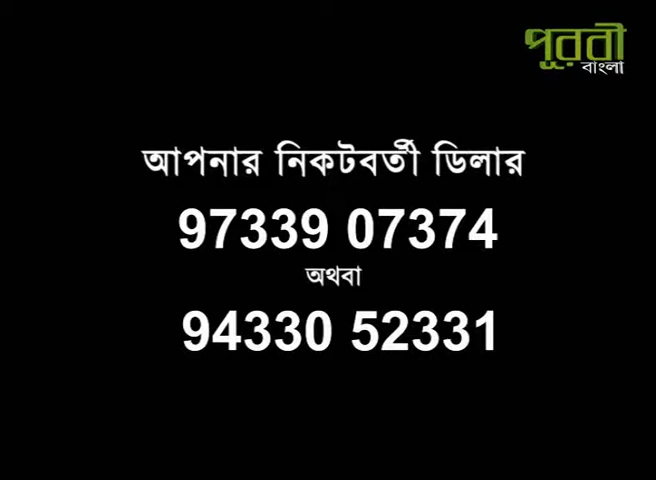 পূরবী
বাংলা
আপনার নিকটবর্তী ডিলার
97339 07374
অথবা
94330 52331